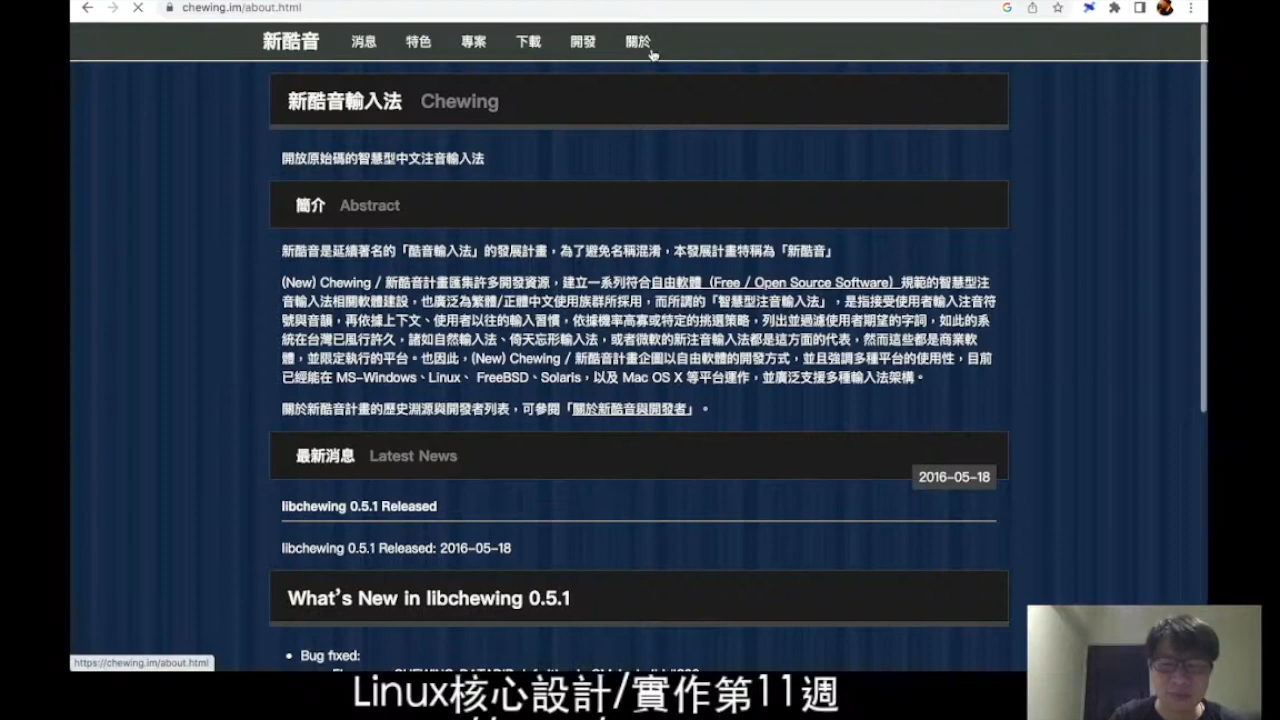 chewing.im/about.html
新酷音 消息 特色 專案 下載 開發 關於
新酷音輸入法 Chewing
開放原始碼的智慧型中文注音輸入法
簡介 Abstract
新酷音是延續著名的「酷音輸入法」的發展計畫，為了避免名稱混淆，本發展計畫特稱為「新酷音」
(New) Chewing / 新酷音計畫匯集許多開發資源，建立一系列符合自由軟體（Free / Open Source Software）規範的智慧型注
音輸入法相關軟體建設，也廣泛為繁體/正體中文使用族群所採用，而所謂的「智慧型注音輸入法」，是指接受使用者輸入注音符
號與音韻，再依據上下文、使用者以往的輸入習慣，依據機率高寡或特定的挑選策略，列出並過濾使用者期望的字詞，如此的系
統在台灣已風行許久，諸如自然輸入法、倚天忘形輸入法，或者微軟的新注音輸入法都是這方面的代表，然而這些都是商業軟
體，並限定執行的平台。也因此，(New) Chewing / 新酷音計畫企圖以自由軟體的開發方式，並且強調多種平台的使用性，目前
已經能在 MS-Windows、Linux、 FreeBSD、Solaris，以及 Mac OS X 等平台運作，並廣泛支援多種輸入法架構。
關於新酷音計畫的歷史淵源與開發者列表，可參閱「關於新酷音與開發者」。
最新消息 Latest News
2016-05-18
libchewing 0.5.1 Released
libchewing 0.5.1 Released: 2016-05-18
What's New in libchewing 0.5.1
Bug fixed:
https://chewing.im/about.html
Linux核心設計/實作第11週